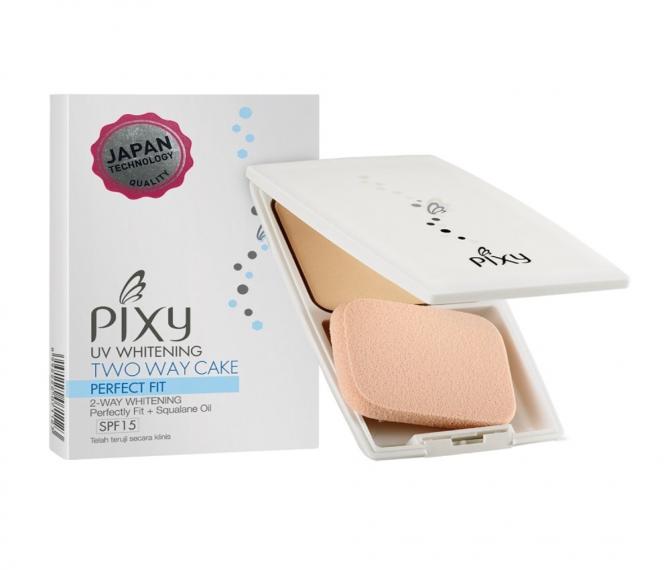 JAPAN
TECHNOLOGY
QUALITY
PIXY
UV WHITENING
TWO WAY CAKE
PERFECT FIT
2-WAY WHITENING
Perfectly Fit + Squalane Oil
SPF15
Telah teruji secara klinis
PIXY